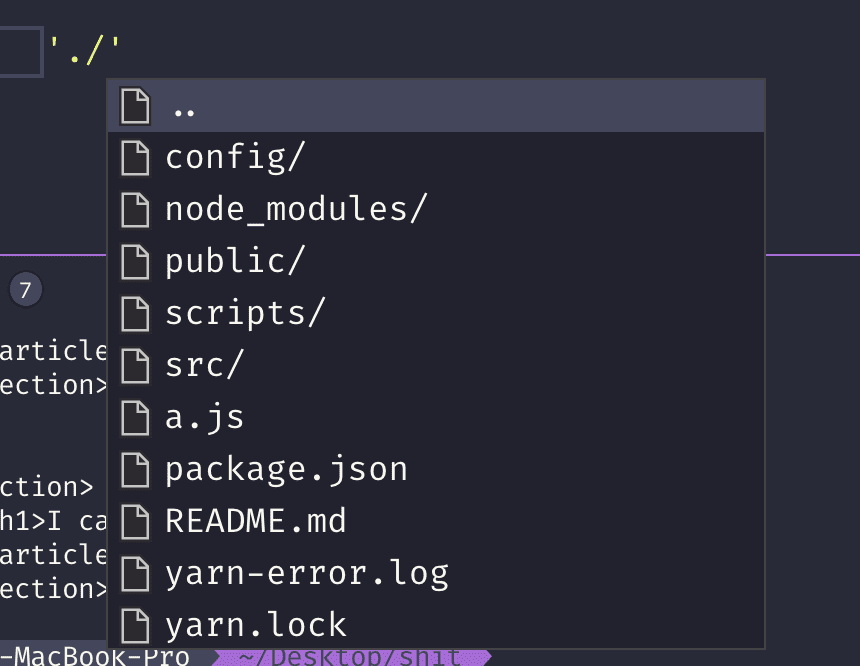 './'
..
config/
node_modules/
public/
scripts/
src/
a.js
package.json
README.md
yarn-error.log
yarn.lock
7
article
ection>
ction>
h1>I ca
article
ection>
-MacBook-Pro ~/Desktop/shit